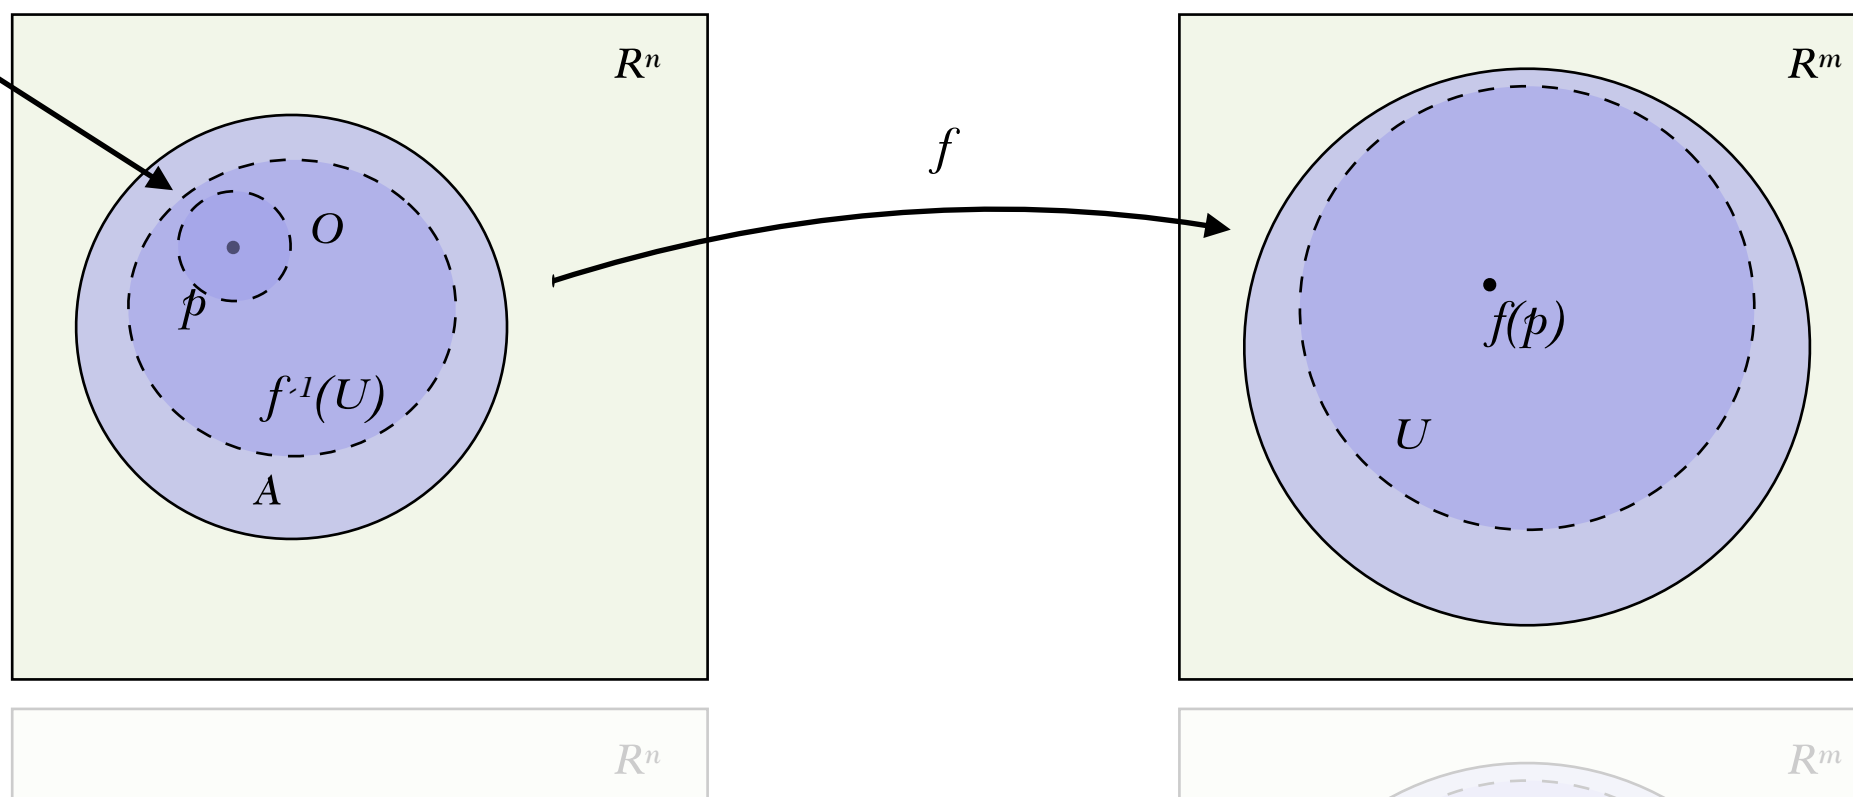 Rⁿ
Rᵐ
f
O
p
f⁻¹(U)
A
f(p)
U
Rⁿ
Rᵐ